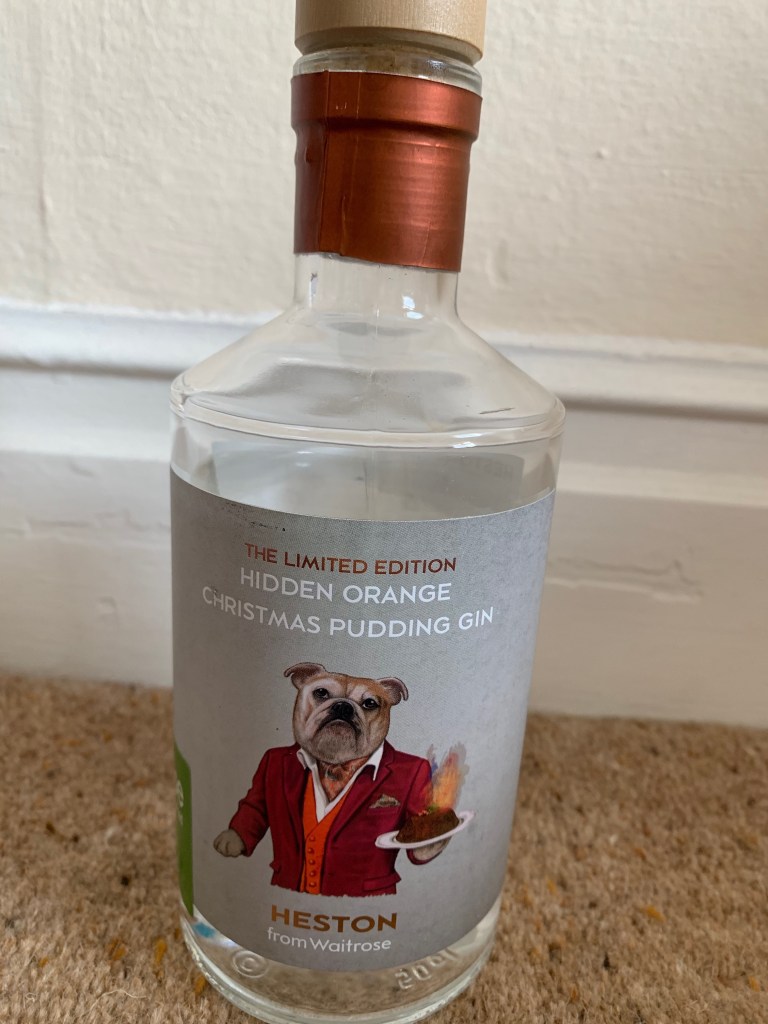 THE LIMITED EDITION
HIDDEN ORANGE
CHRISTMAS PUDDING GIN
HESTON
from Waitrose
©